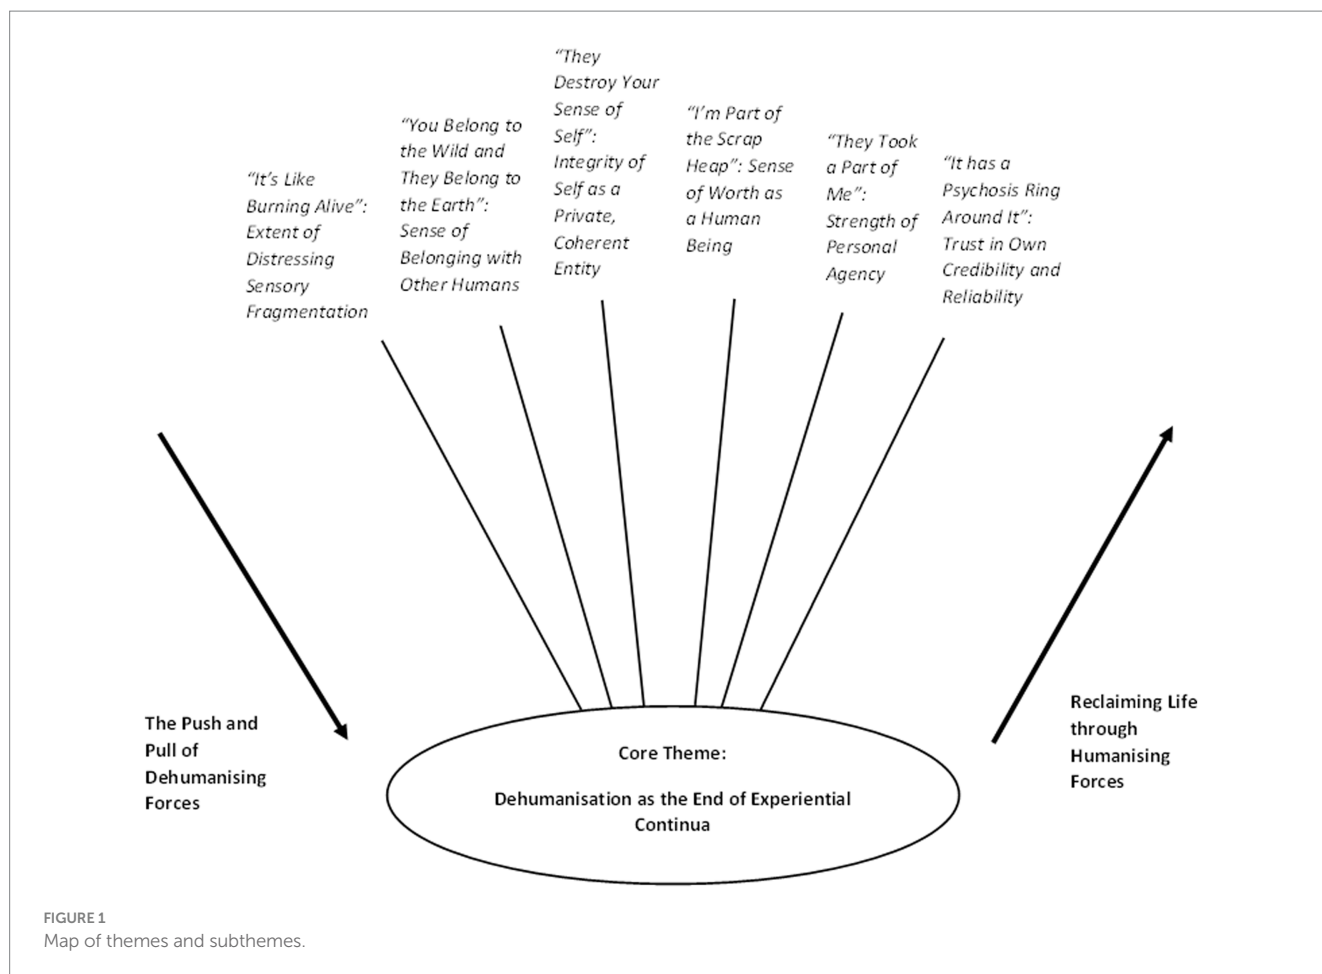 “It’s Like
Burning Alive”:
Extent of
Distressing
Sensory
Fragmentation
“You Belong to
the Wild and
They Belong to
the Earth”:
Sense of
Belonging with
Other Humans
“They
Destroy Your
Sense of
Self”:
Integrity of
Self as a
Private,
Coherent
Entity
“I’m Part of
the Scrap
Heap”: Sense
of Worth as
a Human
Being
“They Took
a Part of
Me”:
Strength of
Personal
Agency
“It has a
Psychosis Ring
Around It”:
Trust in Own
Credibility and
Reliability
The Push and
Pull of
Dehumanising
Forces
Core Theme:
Dehumanisation as the End of Experiential
Continua
Reclaiming Life
through
Humanising
Forces
FIGURE 1
Map of themes and subthemes.